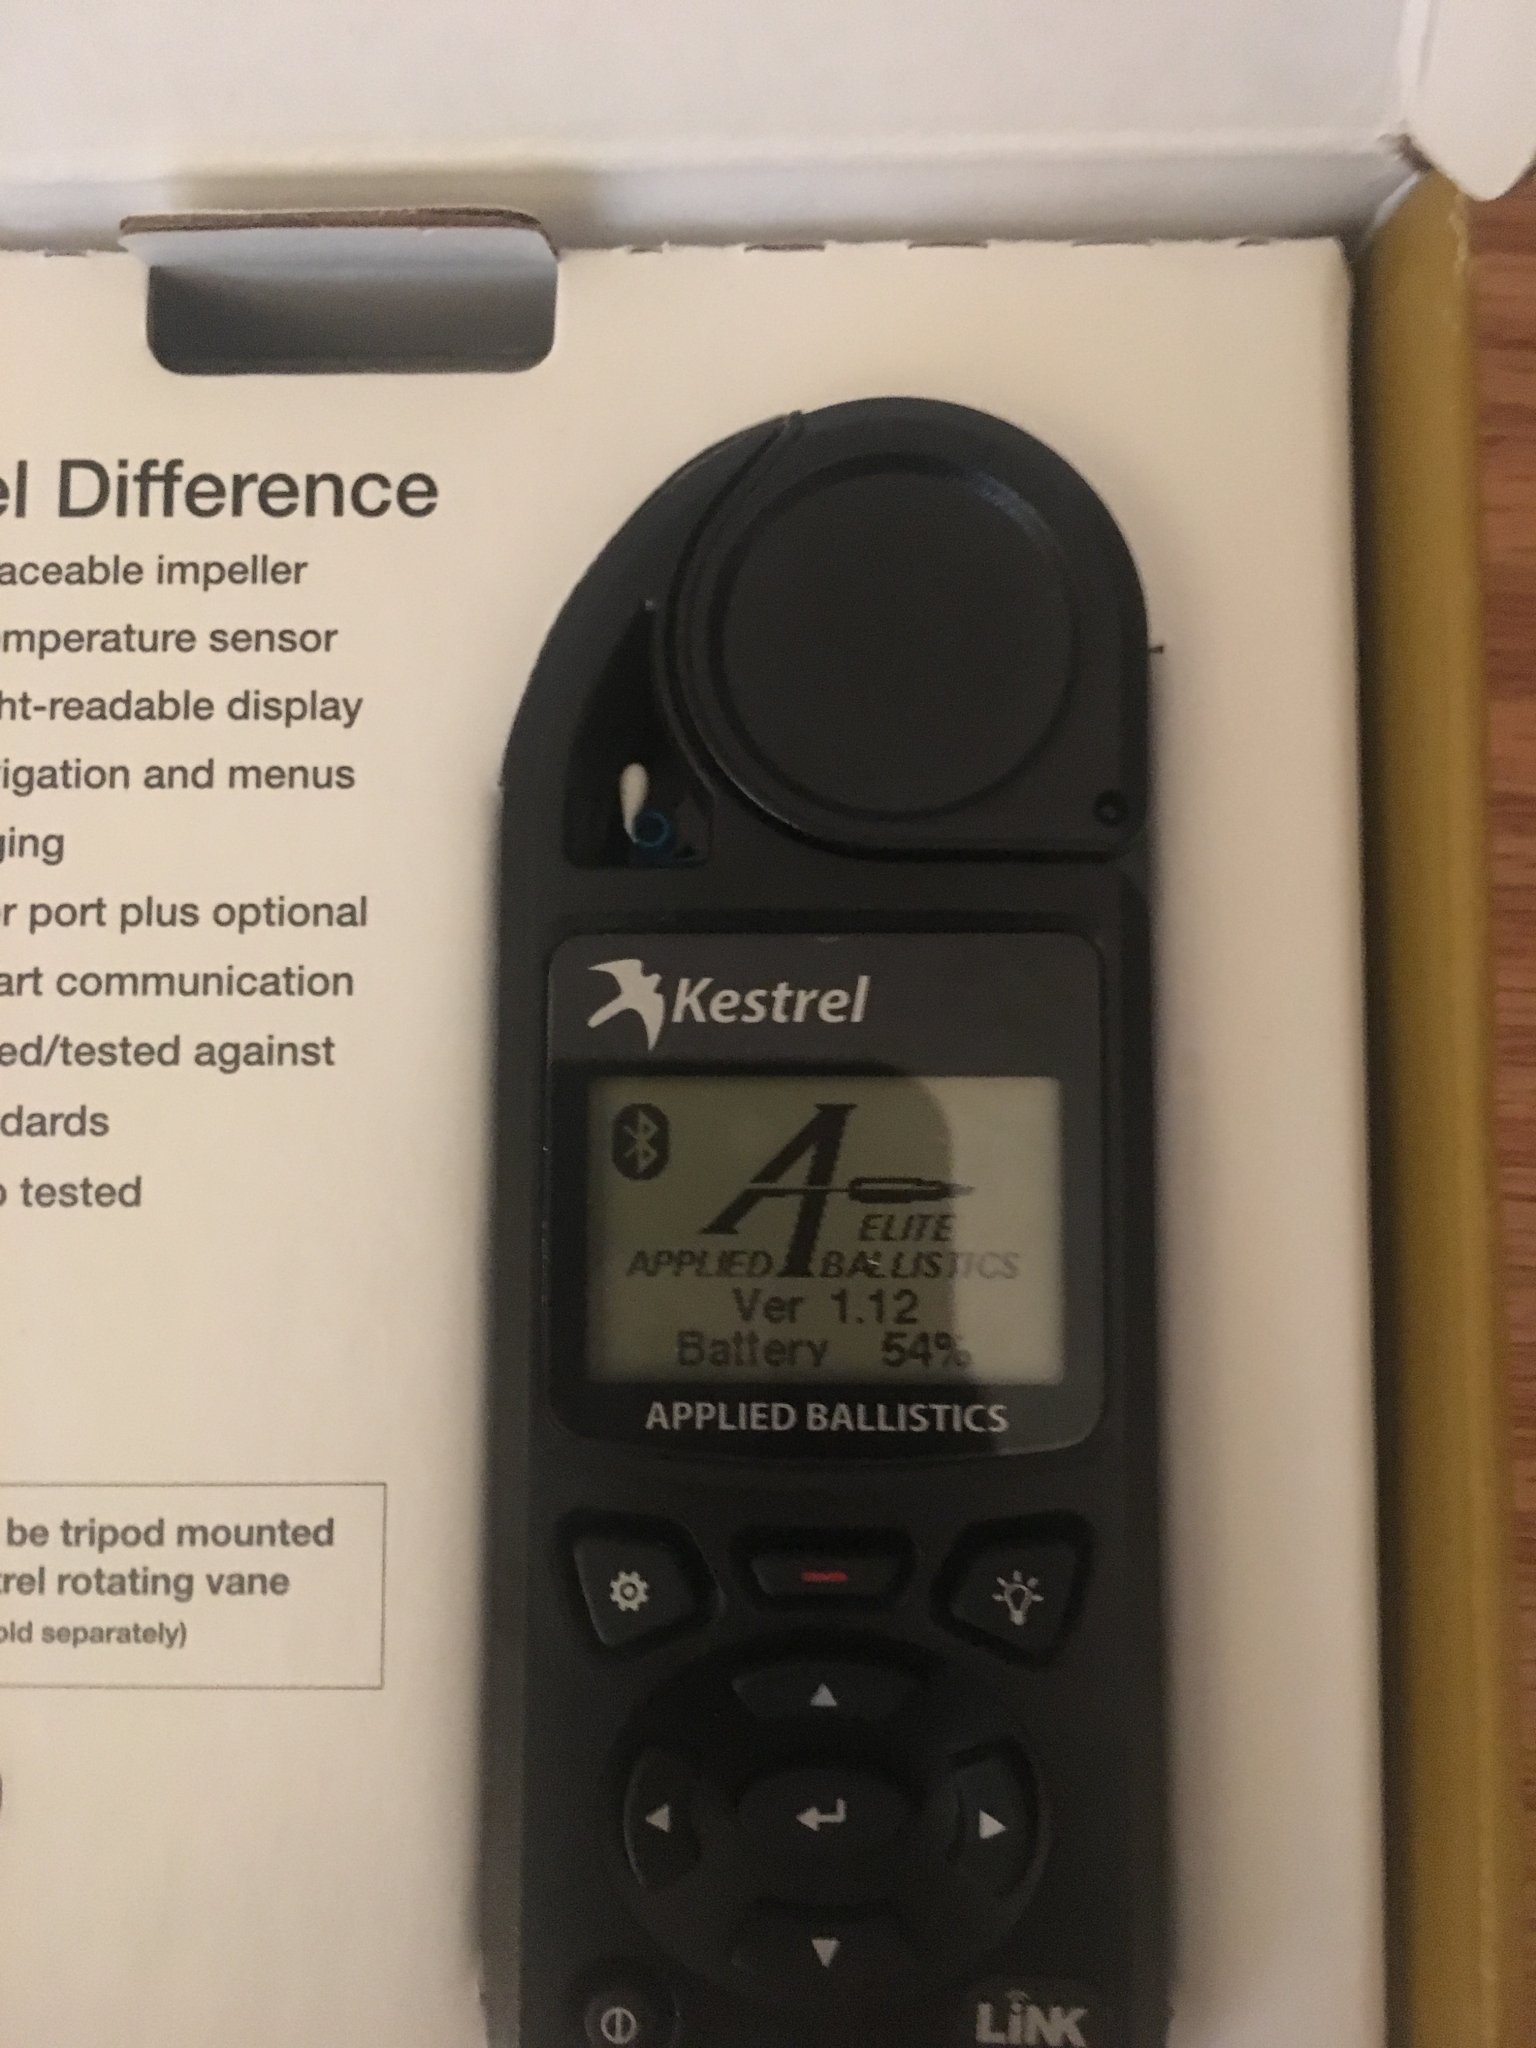 el Difference
aceable impeller
mperature sensor
ht-readable display
igation and menus
ging
r port plus optional
art communication
ed/tested against
dards
tested
be tripod mounted
trel rotating vane
old separately)
Kestrel
ELITE
APPLIED BALLISTICS
Ver 1.12
Battery 54%
APPLIED BALLISTICS
LiNK